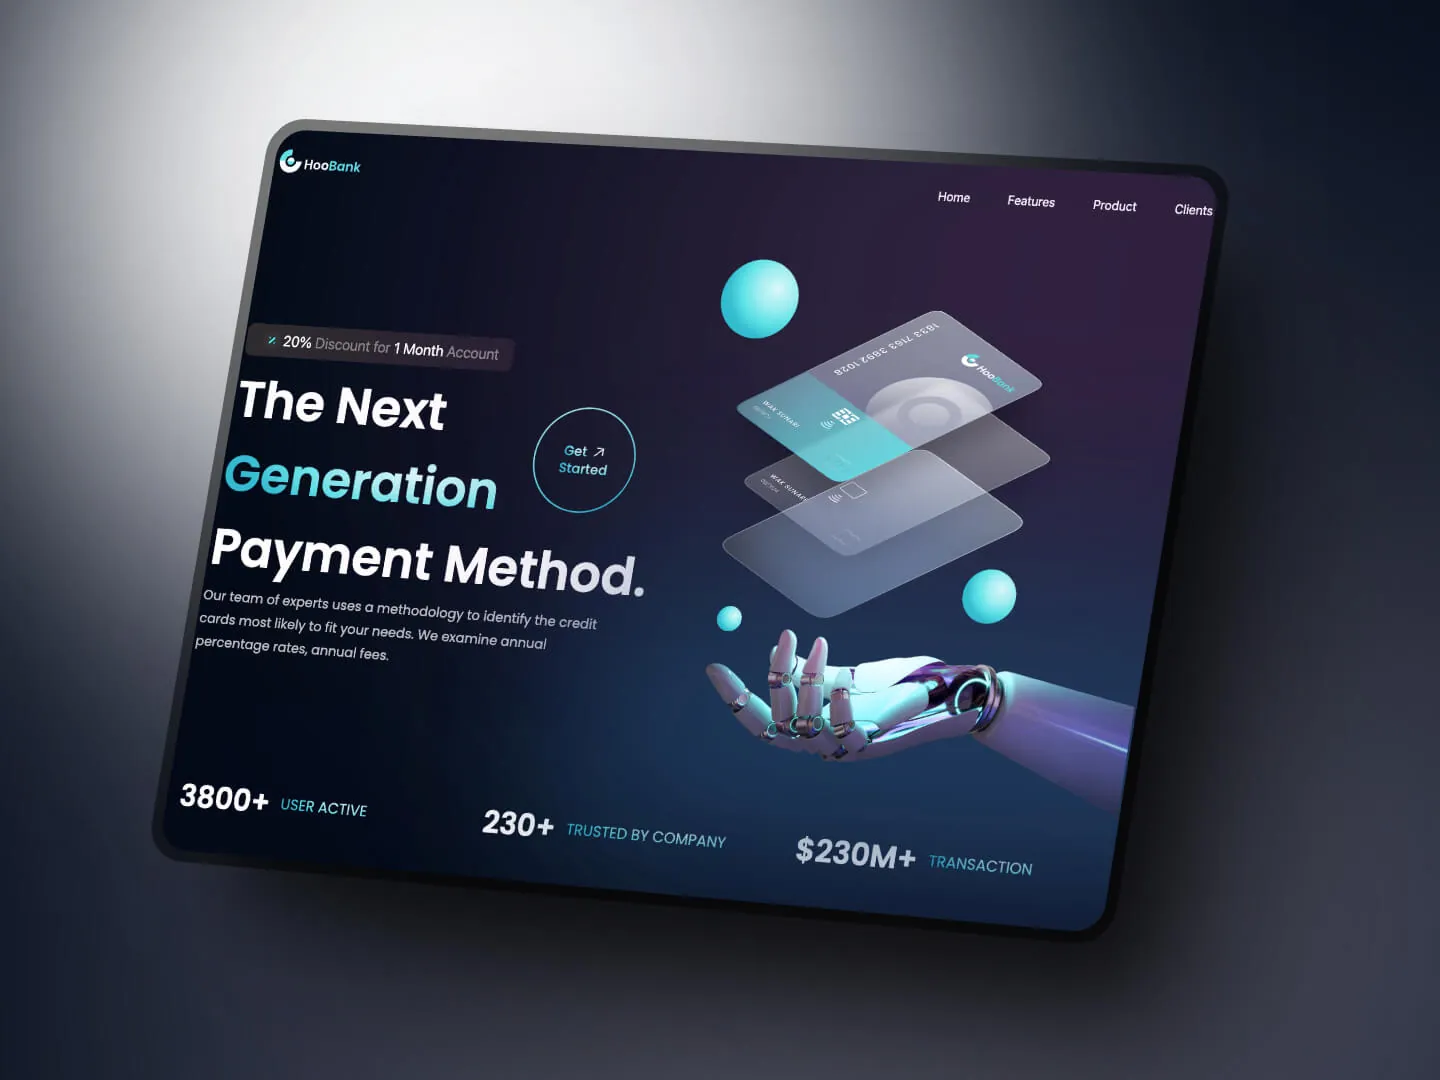 HooBank
Home
Features
Product
Clients
20% Discount for 1 Month Account
The Next
Generation
Payment Method.
Get
Started
Our team of experts uses a methodology to identify the credit
cards most likely to fit your needs. We examine annual
percentage rates, annual fees.
1833 7163 3892 1028
HooBank
WAK SUNARI
WAK SUNARI
3800+ USER ACTIVE
230+ TRUSTED BY COMPANY
$230M+ TRANSACTION